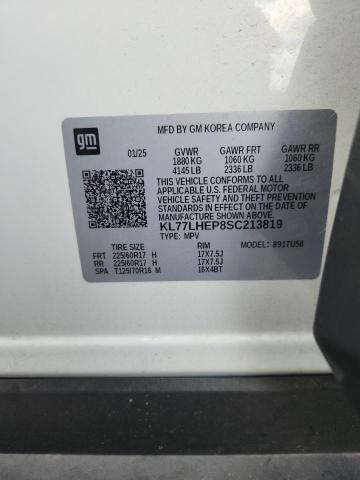 gm
MFD BY GM KOREA COMPANY
01/25 GVWR GAWR FRT GAWR RR
1880 KG 1060 KG 1060 KG
4145 LB 2336 LB 2336 LB
THIS VEHICLE CONFORMS TO ALL
APPLICABLE U.S. FEDERAL MOTOR
VEHICLE SAFETY AND THEFT PREVENTION
STANDARDS IN EFFECT ON THE DATE OF
MANUFACTURE SHOWN ABOVE.
KL77LHEP8SC213819
TYPE: MPV MODEL: 891TU56
TIRE SIZE RIM
FRT 225/60R17 H 17X7.5J
RR 225/60R17 H 17X7.5J
SPA T125/70R16 M 16X4BT